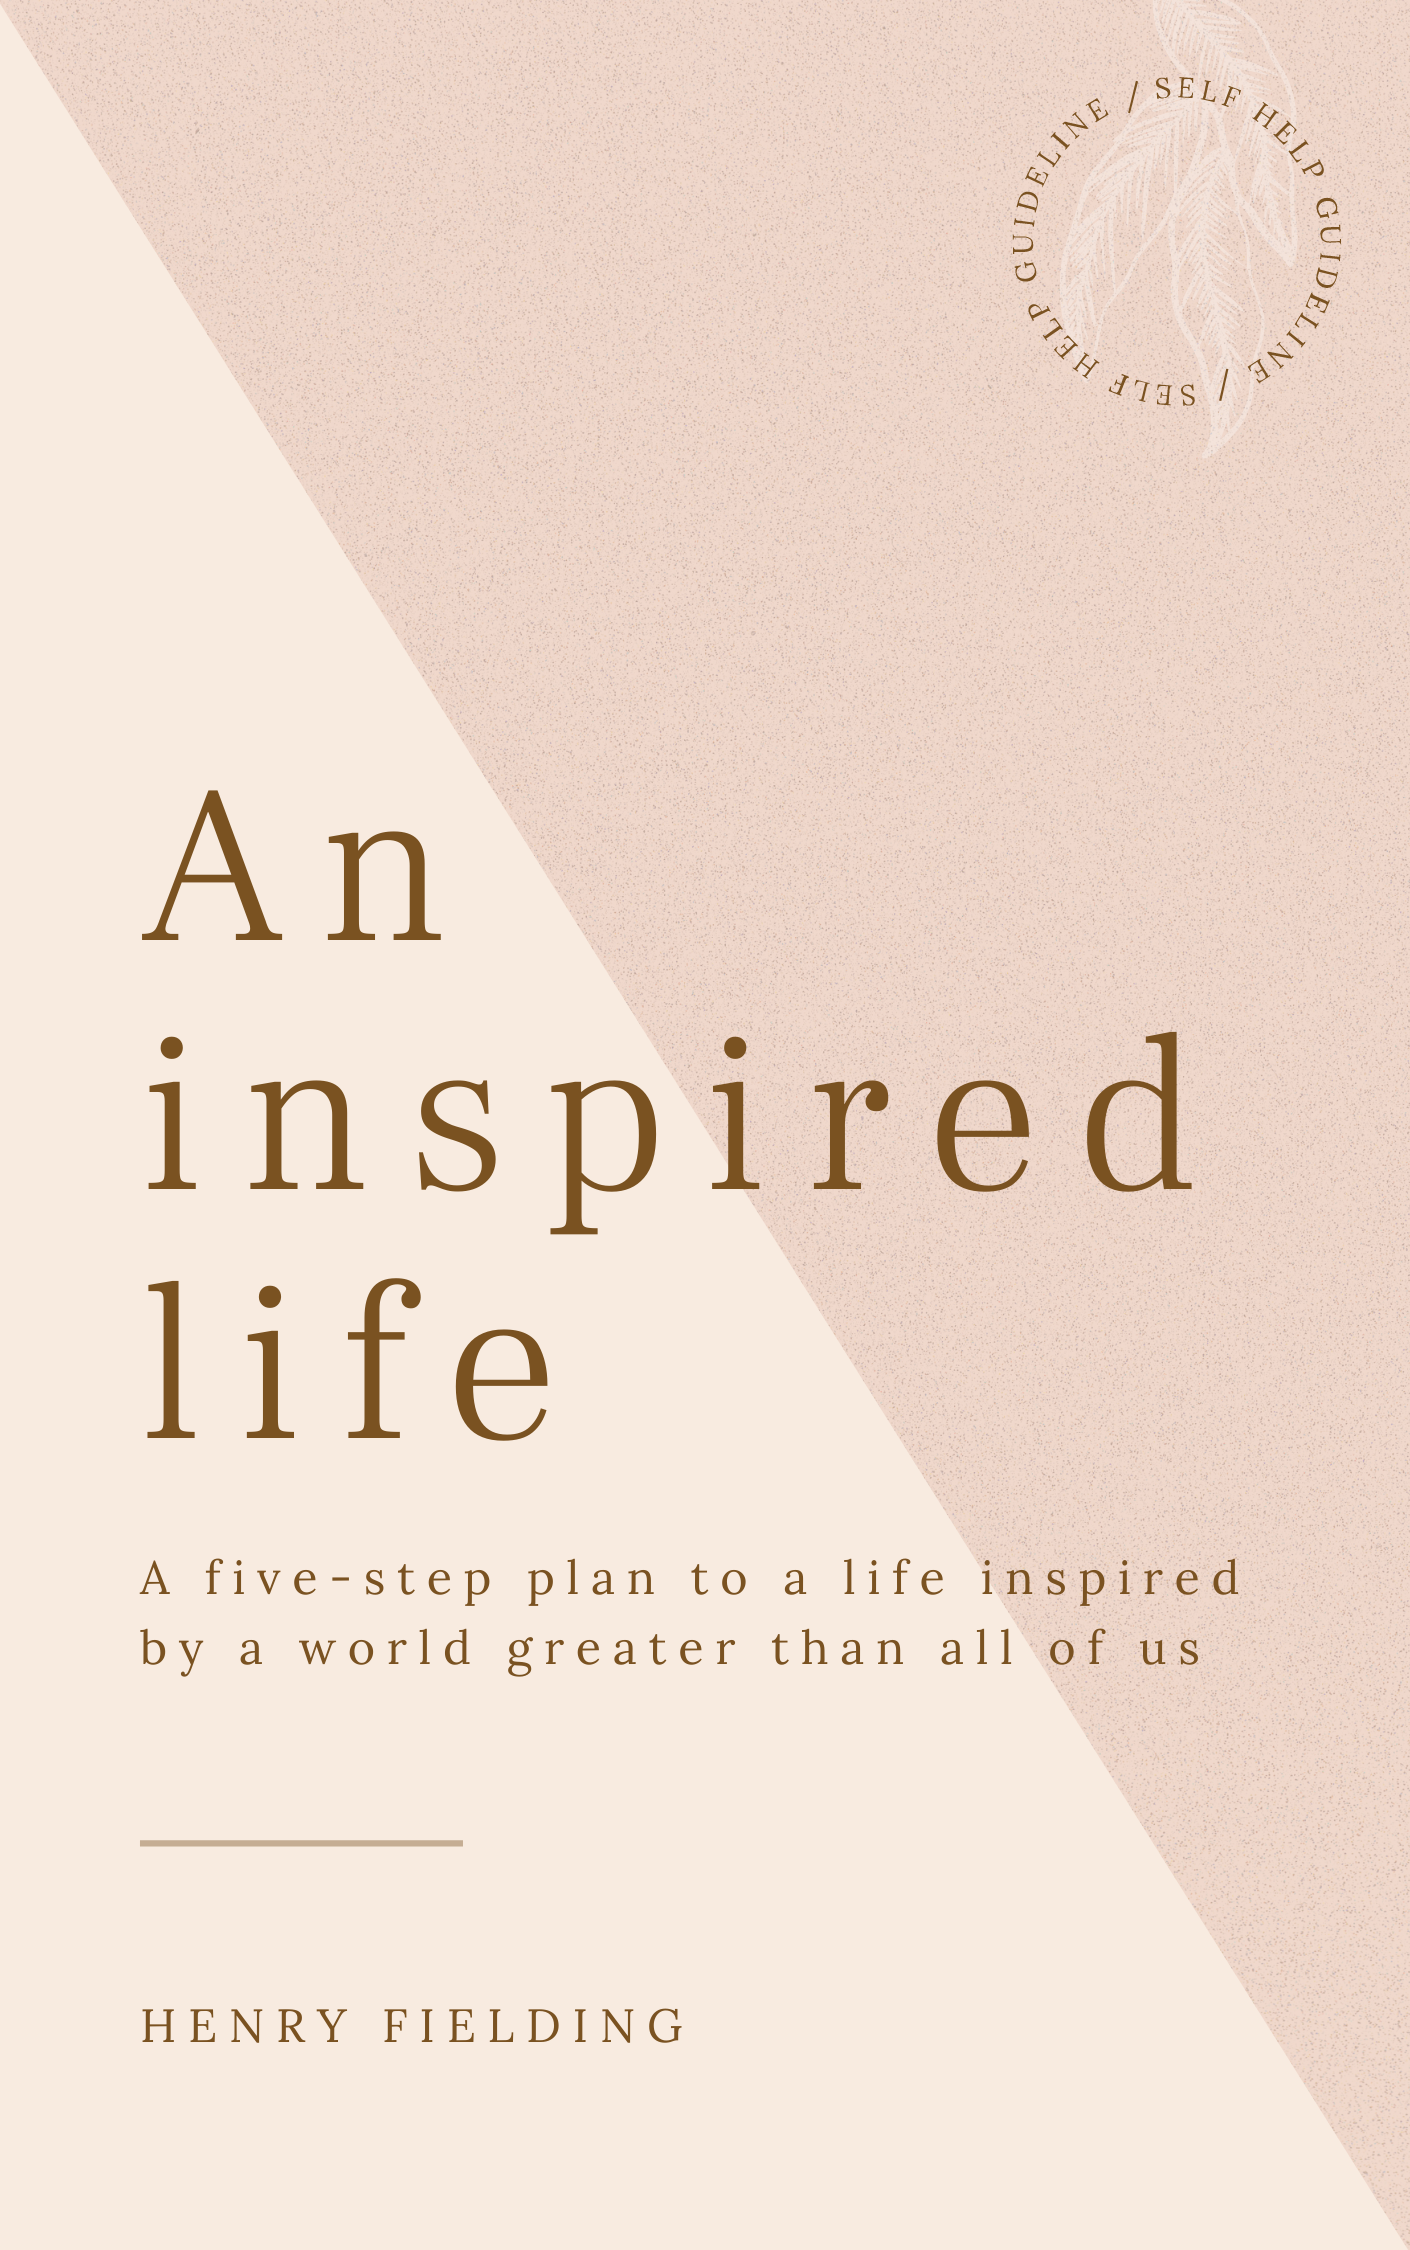 SELF HELP GUIDELINE / SELF HELP GUIDELINE /
An
inspired
life
A five-step plan to a life inspired
by a world greater than all of us
HENRY FIELDING